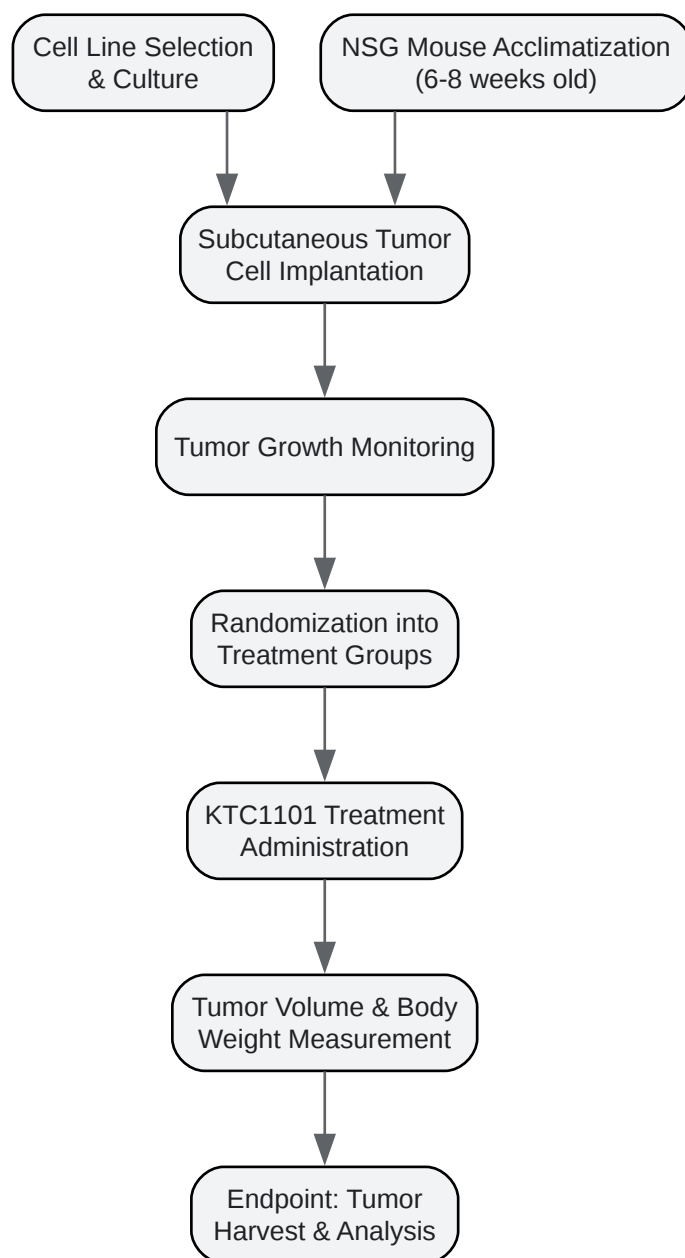 Cell Line Selection
& Culture
NSG Mouse Acclimatization
(6-8 weeks old)
Subcutaneous Tumor
Cell Implantation
Tumor Growth Monitoring
Randomization into
Treatment Groups
KTC1101 Treatment
Administration
Tumor Volume & Body
Weight Measurement
Endpoint: Tumor
Harvest & Analysis